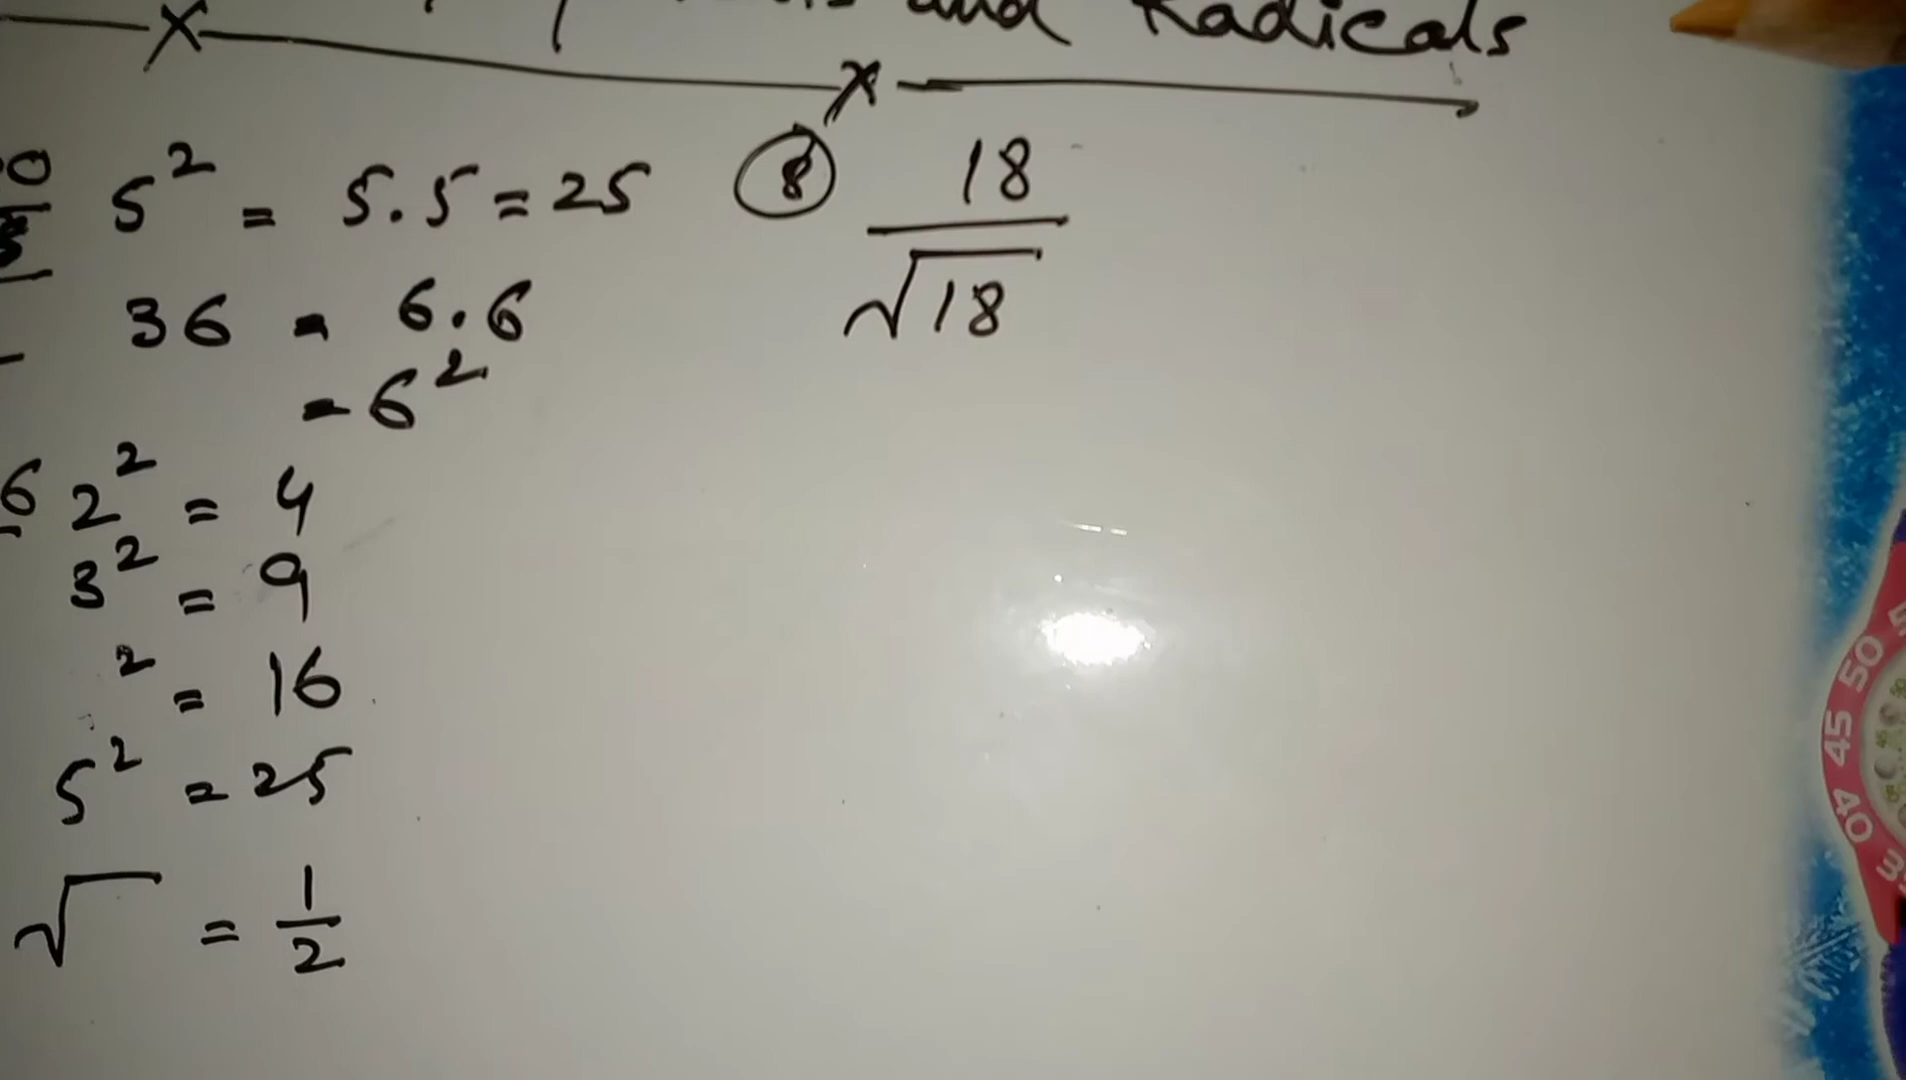 and Radicals
5² = 5.5 = 25
36 = 6.6
= 6²
2² = 4
3² = 9
² = 16
5² = 25
√ = 1/2
8 18/√18
50
45
40